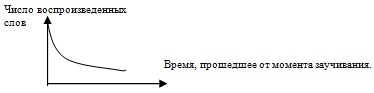 Число воспроизведенных
слов
Время, прошедшее от момента заучивания.